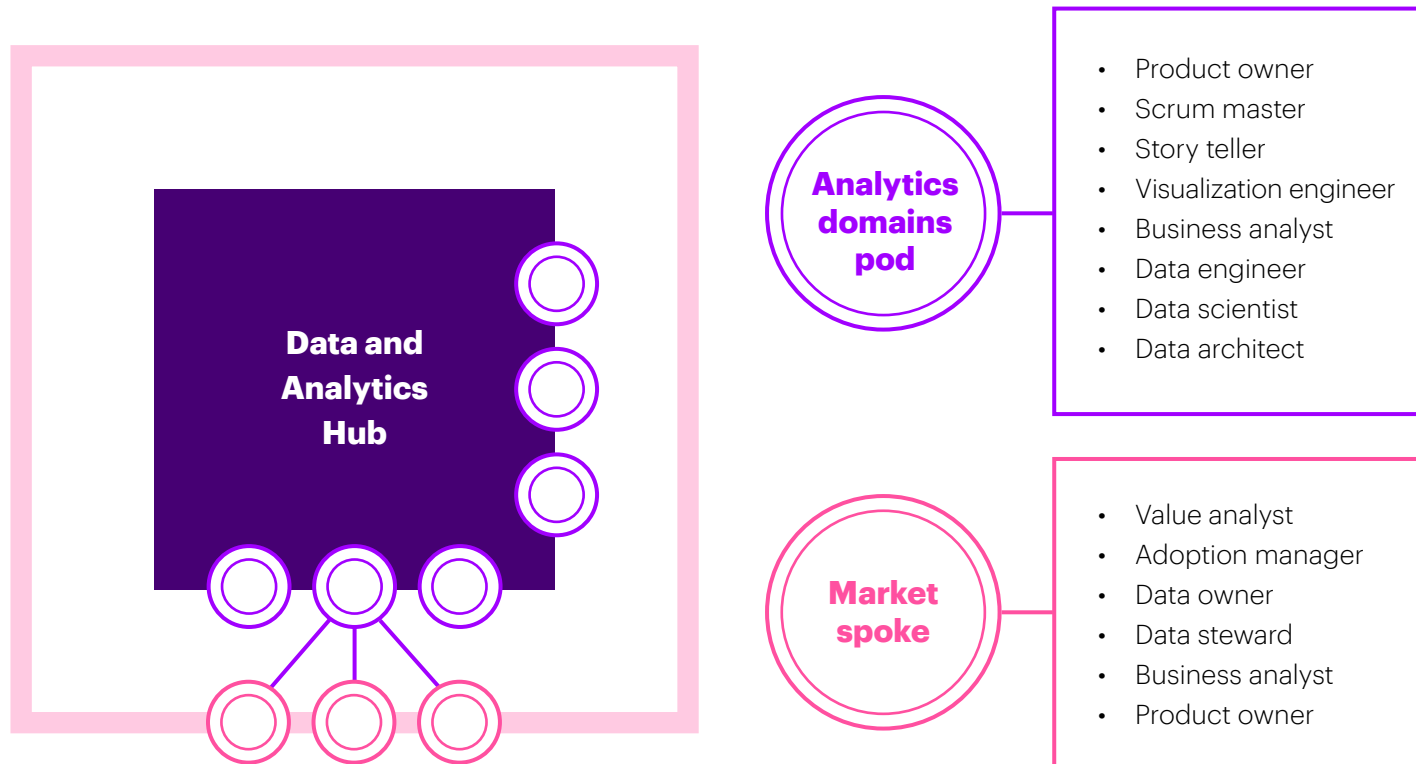 Data and
Analytics
Hub
Analytics
domains
pod
• Product owner
• Scrum master
• Story teller
• Visualization engineer
• Business analyst
• Data engineer
• Data scientist
• Data architect
Market
spoke
• Value analyst
• Adoption manager
• Data owner
• Data steward
• Business analyst
• Product owner